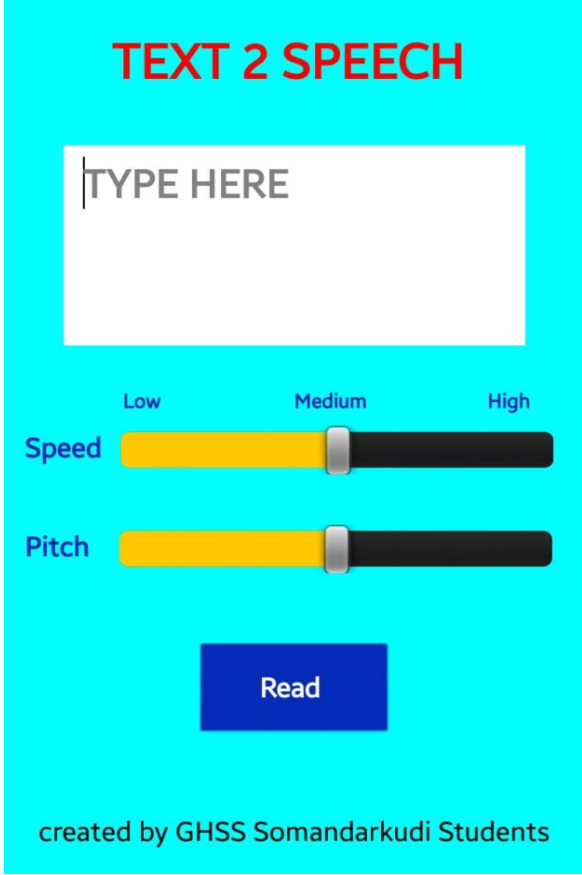 TEXT 2 SPEECH
TYPE HERE
Low Medium High
Speed
Pitch
Read
created by GHSS Somandarkudi Students